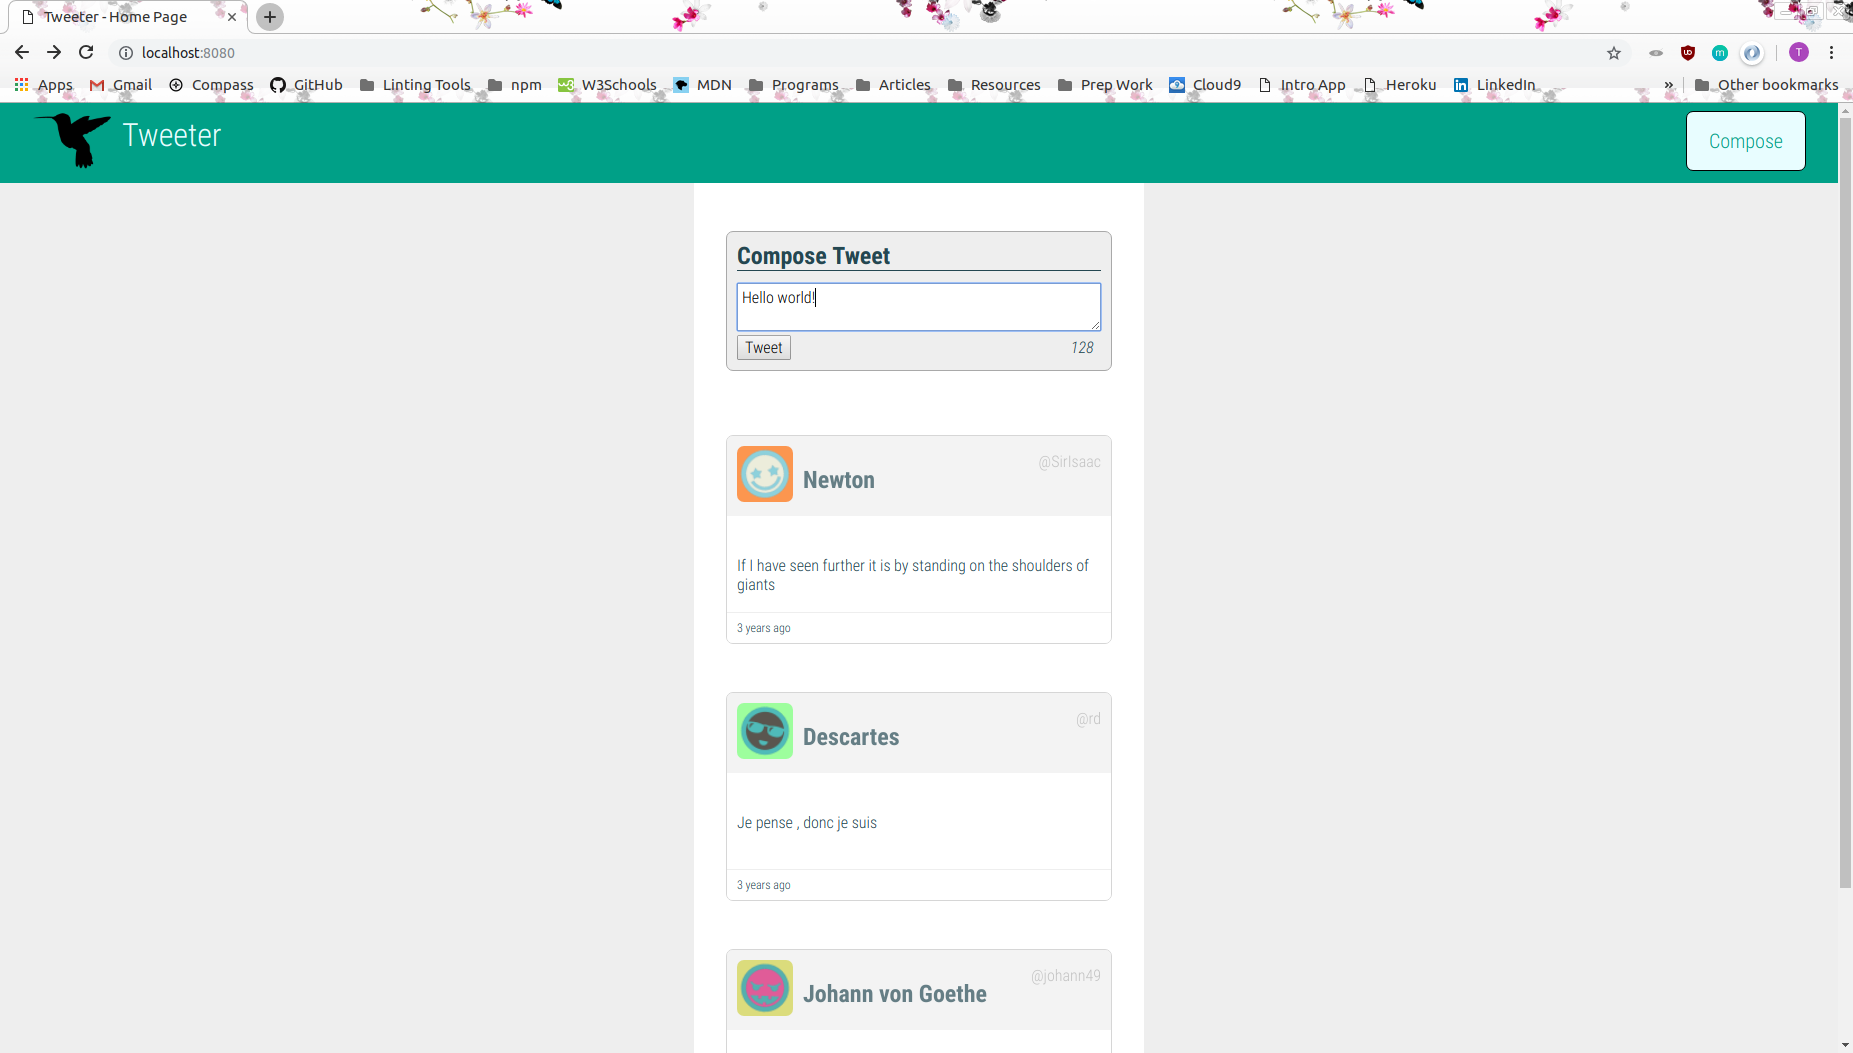 Tweeter - Home Page
localhost:8080
T
Apps Gmail Compass GitHub Linting Tools npm W3Schools MDN Programs Articles Resources Prep Work Cloud9 Intro App Heroku LinkedIn » Other bookmarks
Tweeter
Compose
Compose Tweet
Hello world!
Tweet 128
@SirIsaac
Newton
If I have seen further it is by standing on the shoulders of
giants
3 years ago
@rd
Descartes
Je pense , donc je suis
3 years ago
@johann49
Johann von Goethe